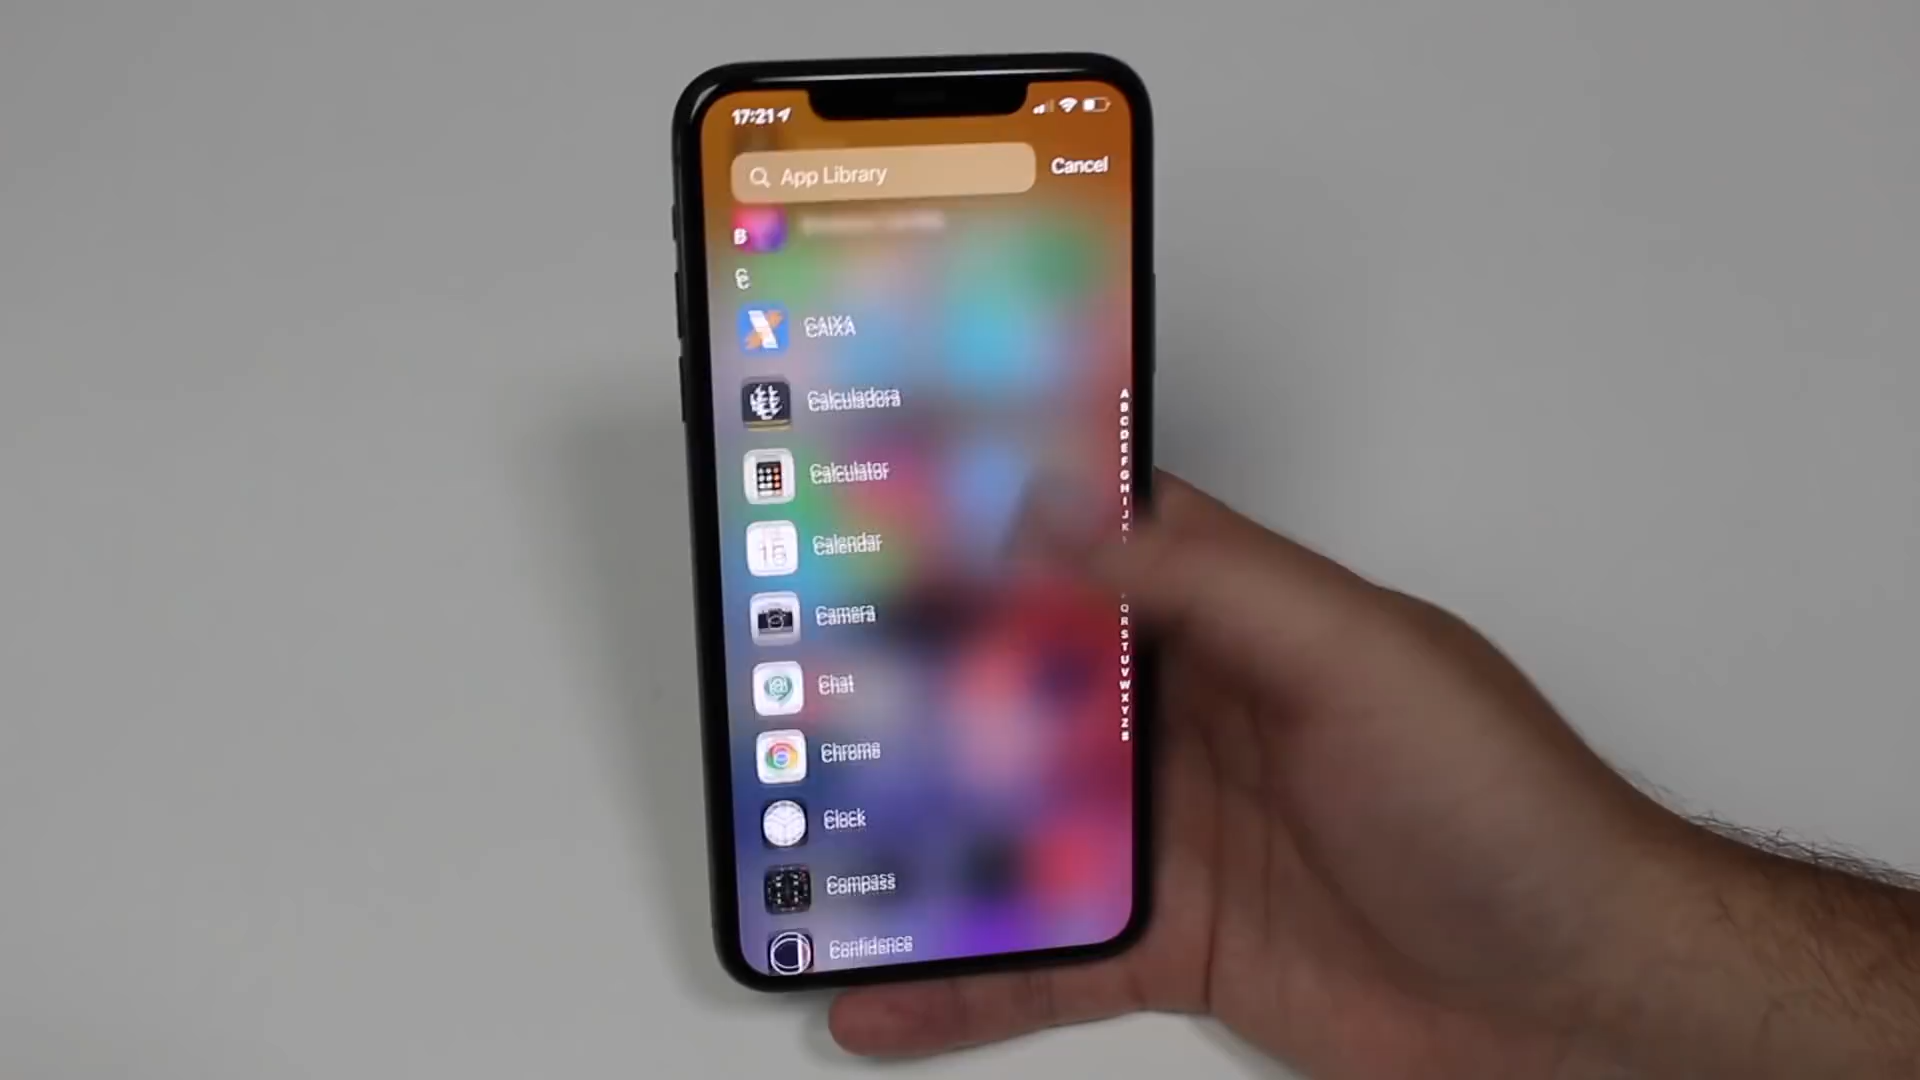 17:21
App Library
Cancel
B
C
CAIXA
Calculadora
Calculator
Calendar
15
Camera
Chat
Chrome
Clock
Compass
Confidence
A
B
C
D
E
F
G
H
I
J
K
Q
R
S
T
U
V
W
X
Y
Z